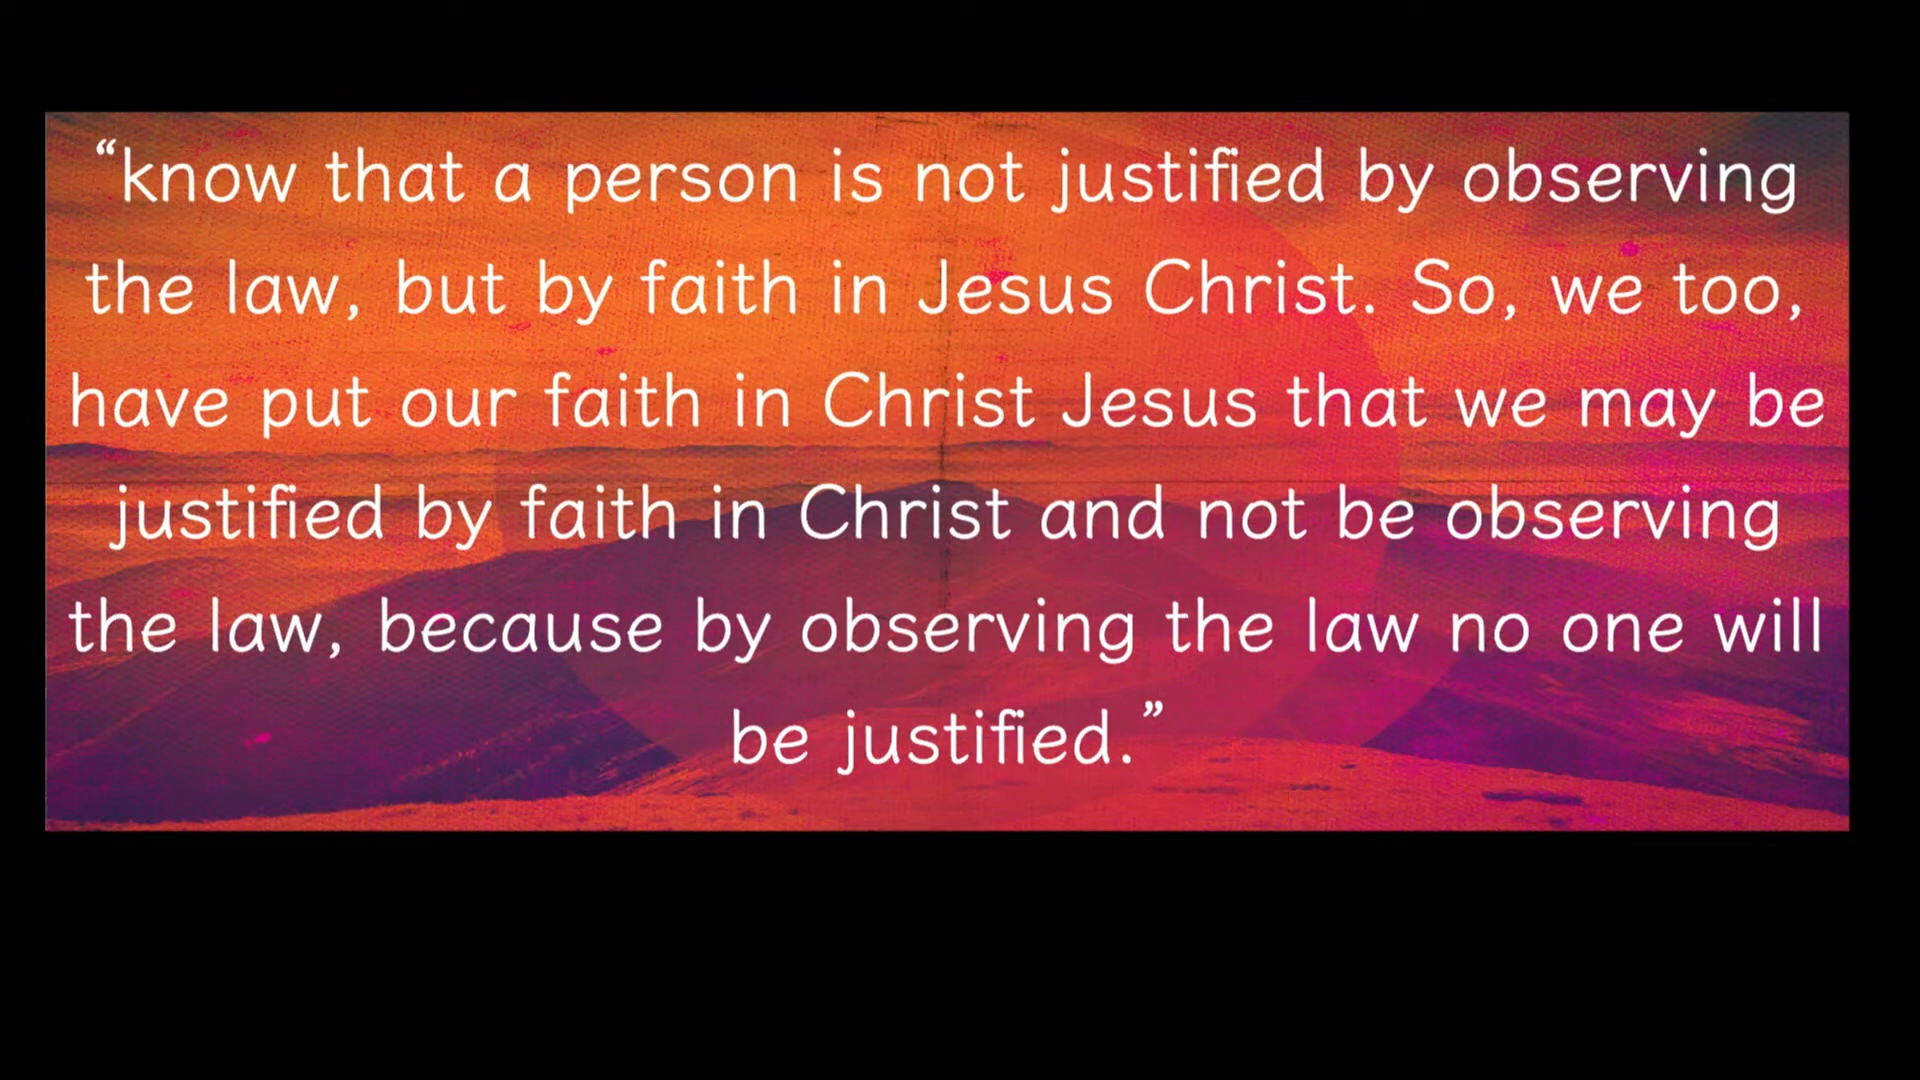 “know that a person is not justified by observing
the law, but by faith in Jesus Christ. So, we too,
have put our faith in Christ Jesus that we may be
justified by faith in Christ and not be observing
the law, because by observing the law no one will
be justified.”